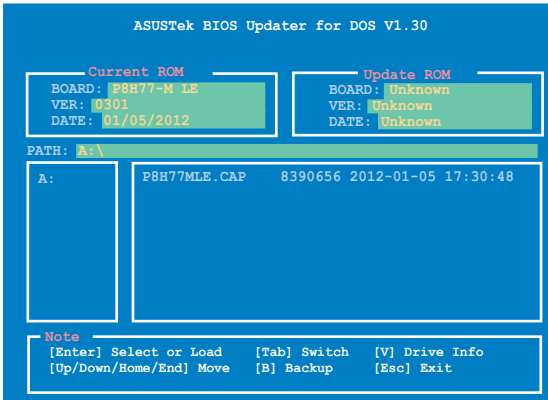 ASUSTek BIOS Updater for DOS V1.30
Current ROM
BOARD: P8H77-M LE
VER: 0301
DATE: 01/05/2012
Update ROM
BOARD: Unknown
VER: Unknown
DATE: Unknown
PATH: A:\
A:
P8H77MLE.CAP 8390656 2012-01-05 17:30:48
Note
[Enter] Select or Load [Tab] Switch [V] Drive Info
[Up/Down/Home/End] Move [B] Backup [Esc] Exit